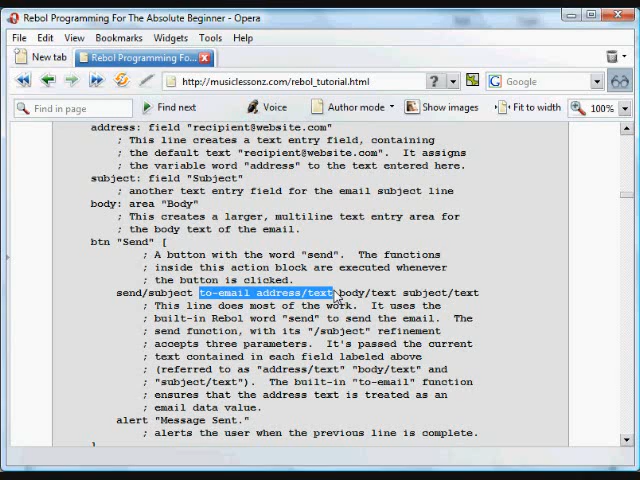 Rebol Programming For The Absolute Beginner - Opera
File Edit View Bookmarks Widgets Tools Help
New tab Rebol Programming Fo...
http://musiclessonz.com/rebol_tutorial.html ? Google
Find in page Find next Voice Author mode Show images Fit to width 100%
address: field "recipient@website.com"
; This line creates a text entry field, containing
; the default text "recipient@website.com". It assigns
; the variable word "address" to the text entered here.
subject: field "Subject"
; another text entry field for the email subject line
body: area "Body"
; This creates a larger, multiline text entry area for
; the body text of the email.
btn "Send" [
; A button with the word "send". The functions
; inside this action block are executed whenever
; the button is clicked.
send/subject to-email address/text body/text subject/text
; This line does most of the work. It uses the
; built-in Rebol word "send" to send the email. The
; send function, with its "/subject" refinement
; accepts three parameters. It's passed the current
; text contained in each field labeled above
; (referred to as "address/text" "body/text" and
; "subject/text"). The built-in "to-email" function
; ensures that the address text is treated as an
; email data value.
alert "Message Sent."
; alerts the user when the previous line is complete.
]